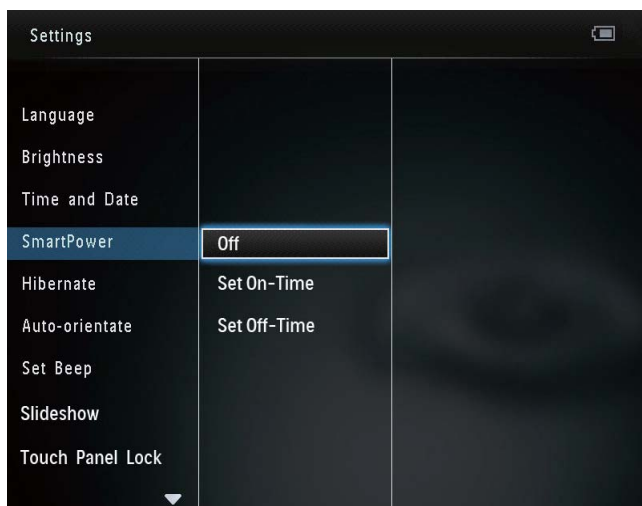 Settings
Language
Brightness
Time and Date
SmartPower
Hibernate
Auto-orientate
Set Beep
Slideshow
Touch Panel Lock
Off
Set On-Time
Set Off-Time